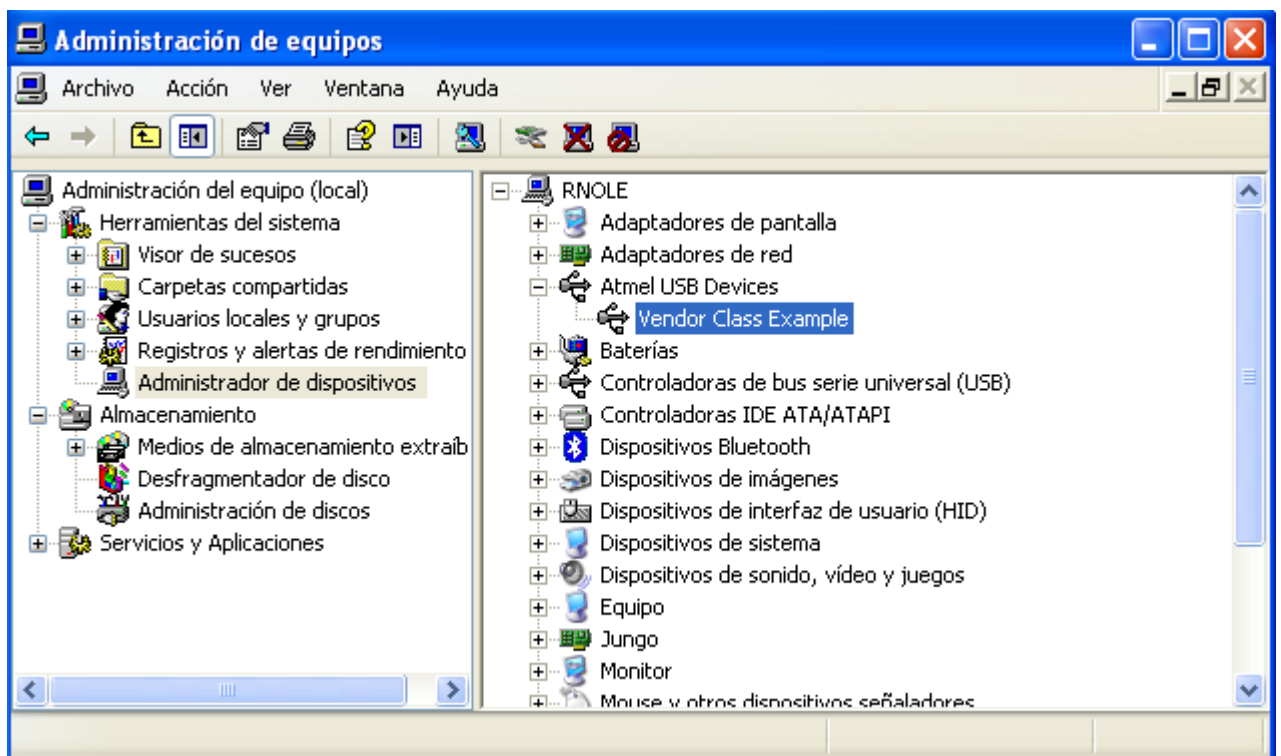 Administración de equipos
Archivo Acción Ver Ventana Ayuda
Administración del equipo (local)
Herramientas del sistema
Visor de sucesos
Carpetas compartidas
Usuarios locales y grupos
Registros y alertas de rendimiento
Administrador de dispositivos
Almacenamiento
Medios de almacenamiento extraíb
Desfragmentador de disco
Administración de discos
Servicios y Aplicaciones
RNOLE
Adaptadores de pantalla
Adaptadores de red
Atmel USB Devices
Vendor Class Example
Baterías
Controladoras de bus serie universal (USB)
Controladoras IDE ATA/ATAPI
Dispositivos Bluetooth
Dispositivos de imágenes
Dispositivos de interfaz de usuario (HID)
Dispositivos de sistema
Dispositivos de sonido, vídeo y juegos
Equipo
Jungo
Monitor
Mouse y otros dispositivos señaladores